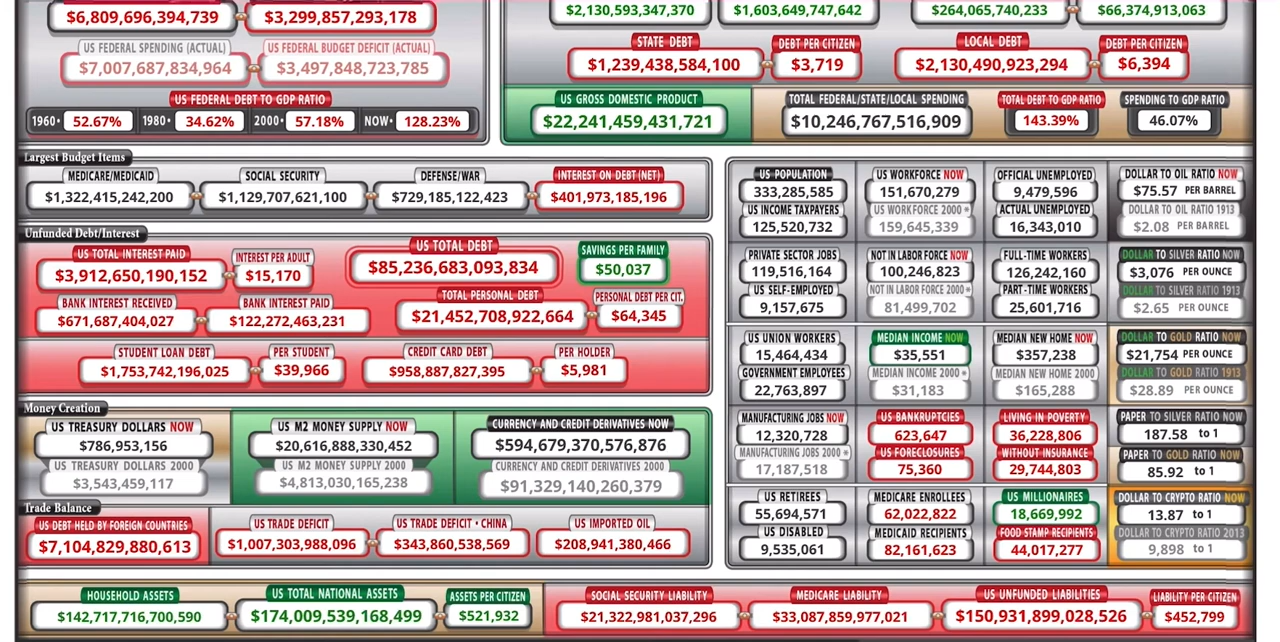 $6,809,696,394,739 $3,299,857,293,178
US FEDERAL SPENDING (ACTUAL) US FEDERAL BUDGET DEFICIT (ACTUAL)
$7,007,687,834,964 $3,497,848,723,785
US FEDERAL DEBT TO GDP RATIO
1960• 52.67% 1980• 34.62% 2000• 57.18% NOW• 128.23%
$2,130,593,347,370 $1,603,649,747,642 $264,065,740,233 $66,374,913,063
STATE DEBT DEBT PER CITIZEN LOCAL DEBT DEBT PER CITIZEN
$1,239,438,584,100 $3,719 $2,130,490,923,294 $6,394
US GROSS DOMESTIC PRODUCT TOTAL FEDERAL/STATE/LOCAL SPENDING TOTAL DEBT TO GDP RATIO SPENDING TO GDP RATIO
$22,241,459,431,721 $10,246,767,516,909 143.39% 46.07%
Largest Budget Items
MEDICARE/MEDICAID SOCIAL SECURITY DEFENSE/WAR INTEREST ON DEBT (NET)
$1,322,415,242,200 $1,129,707,621,100 $729,185,122,423 $401,973,185,196
Unfunded Debt/Interest
US TOTAL INTEREST PAID INTEREST PER ADULT US TOTAL DEBT SAVINGS PER FAMILY
$3,912,650,190,152 $15,170 $85,236,683,093,834 $50,037
BANK INTEREST RECEIVED BANK INTEREST PAID TOTAL PERSONAL DEBT PERSONAL DEBT PER CIT.
$671,687,404,027 $122,272,463,231 $21,452,708,922,664 $64,345
STUDENT LOAN DEBT PER STUDENT CREDIT CARD DEBT PER HOLDER
$1,753,742,196,025 $39,966 $958,887,827,395 $5,981
Money Creation
US TREASURY DOLLARS NOW US M2 MONEY SUPPLY NOW CURRENCY AND CREDIT DERIVATIVES NOW
$786,953,156 $20,616,888,330,452 $594,679,370,576,876
US TREASURY DOLLARS 2000 US M2 MONEY SUPPLY 2000 CURRENCY AND CREDIT DERIVATIVES 2000
$3,543,459,117 $4,813,030,165,238 $91,329,140,260,379
Trade Balance
US DEBT HELD BY FOREIGN COUNTRIES US TRADE DEFICIT US TRADE DEFICIT • CHINA US IMPORTED OIL
$7,104,829,880,613 $1,007,303,988,096 $343,860,538,569 $208,941,380,466
US POPULATION US WORKFORCE NOW OFFICIAL UNEMPLOYED DOLLAR TO OIL RATIO NOW
333,285,585 151,670,279 9,479,596 $75.57 PER BARREL
US INCOME TAXPAYERS US WORKFORCE 2000 * ACTUAL UNEMPLOYED DOLLAR TO OIL RATIO 1913
125,520,732 159,645,339 16,343,010 $2.08 PER BARREL
PRIVATE SECTOR JOBS NOT IN LABOR FORCE NOW FULL-TIME WORKERS DOLLAR TO SILVER RATIO NOW
119,516,164 100,246,823 126,242,160 $3,076 PER OUNCE
US SELF-EMPLOYED NOT IN LABOR FORCE 2000 * PART-TIME WORKERS DOLLAR TO SILVER RATIO 1913
9,157,675 81,499,702 25,601,716 $2.65 PER OUNCE
US UNION WORKERS MEDIAN INCOME NOW MEDIAN NEW HOME NOW DOLLAR TO GOLD RATIO NOW
15,464,434 $35,551 $357,238 $21,754 PER OUNCE
GOVERNMENT EMPLOYEES MEDIAN INCOME 2000 * MEDIAN NEW HOME 2000 DOLLAR TO GOLD RATIO 1913
22,763,897 $31,183 $165,288 $28.89 PER OUNCE
MANUFACTURING JOBS NOW US BANKRUPTCIES LIVING IN POVERTY PAPER TO SILVER RATIO NOW
12,320,728 623,647 36,228,806 187.58 to 1
MANUFACTURING JOBS 2000 * US FORECLOSURES WITHOUT INSURANCE PAPER TO GOLD RATIO NOW
17,187,518 75,360 29,744,803 85.92 to 1
US RETIREES MEDICARE ENROLLEES US MILLIONAIRES DOLLAR TO CRYPTO RATIO NOW
55,694,571 62,022,822 18,669,992 13.87 to 1
US DISABLED MEDICAID RECIPIENTS FOOD STAMP RECIPIENTS DOLLAR TO CRYPTO RATIO 2013
9,535,061 82,161,623 44,017,277 9,898 to 1
HOUSEHOLD ASSETS US TOTAL NATIONAL ASSETS ASSETS PER CITIZEN SOCIAL SECURITY LIABILITY MEDICARE LIABILITY US UNFUNDED LIABILITIES LIABILITY PER CITIZEN
$142,717,716,700,590 $174,009,539,168,499 $521,932 $21,322,981,037,296 $33,087,859,977,021 $150,931,899,028,526 $452,799